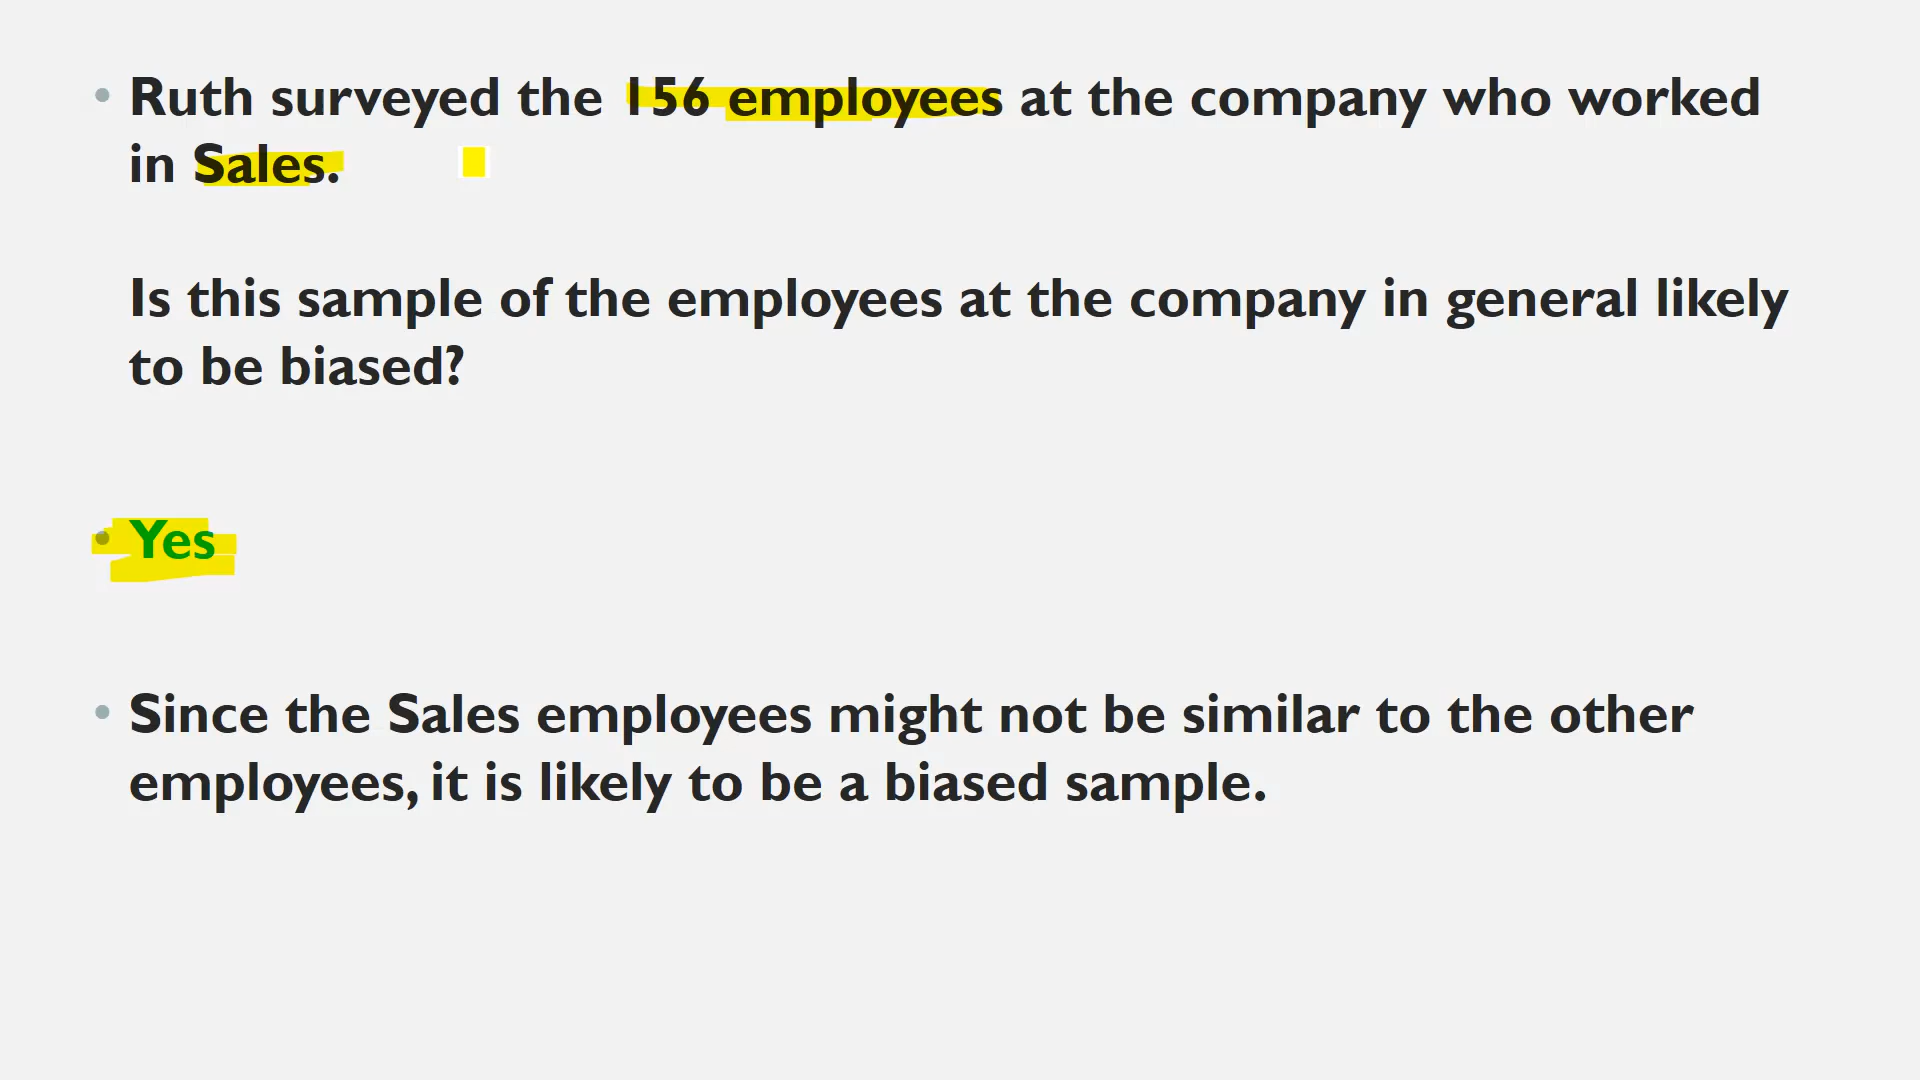 • Ruth surveyed the 156 employees at the company who worked
in Sales.
Is this sample of the employees at the company in general likely
to be biased?
• Yes
• Since the Sales employees might not be similar to the other
employees, it is likely to be a biased sample.